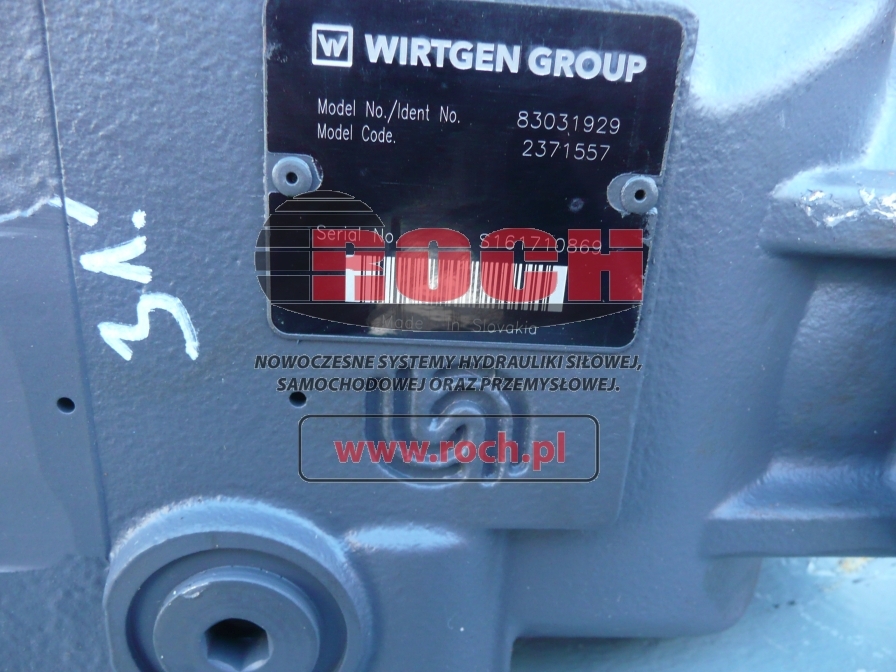 W WIRTGEN GROUP
Model No./Ident No. 83031929
Model Code. 2371557
Serial No. S161710869
ROCH
Made in Slovakia
NOWOCZESNE SYSTEMY HYDRAULIKI SIŁOWEJ,
SAMOCHODOWEJ ORAZ PRZEMYSŁOWEJ.
www.roch.pl